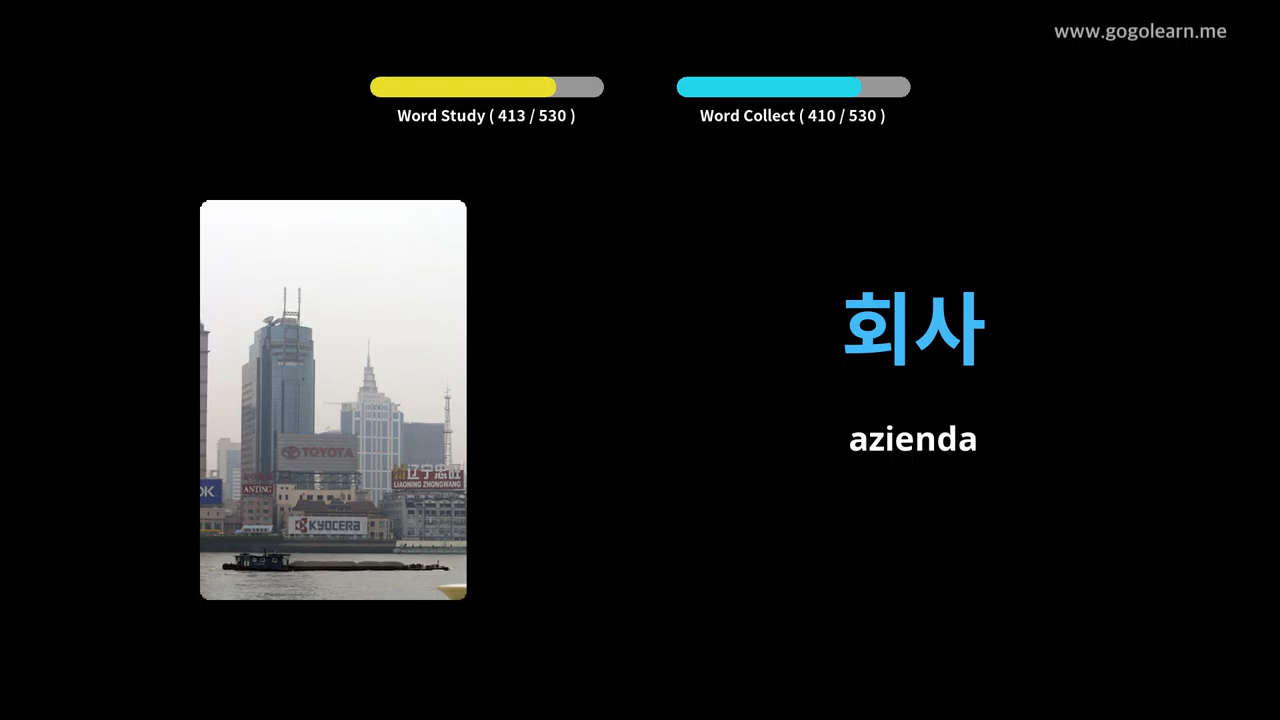 www.gogolearn.me
Word Study ( 413 / 530 )
Word Collect ( 410 / 530 )
회사
azienda
TOYOTA
辽宁忠旺
LIAONING ZHONGWANG
OK
ANTING
KYOCERA